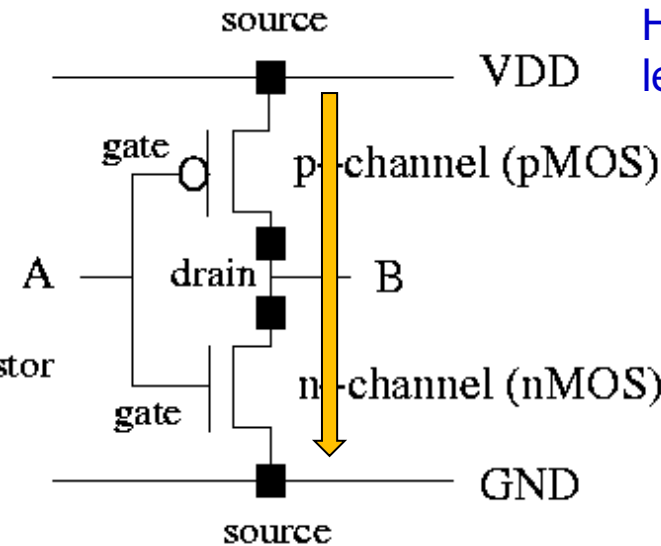 source
VDD
gate
p-channel (pMOS)
A
drain
B
n-channel (nMOS)
gate
GND
source